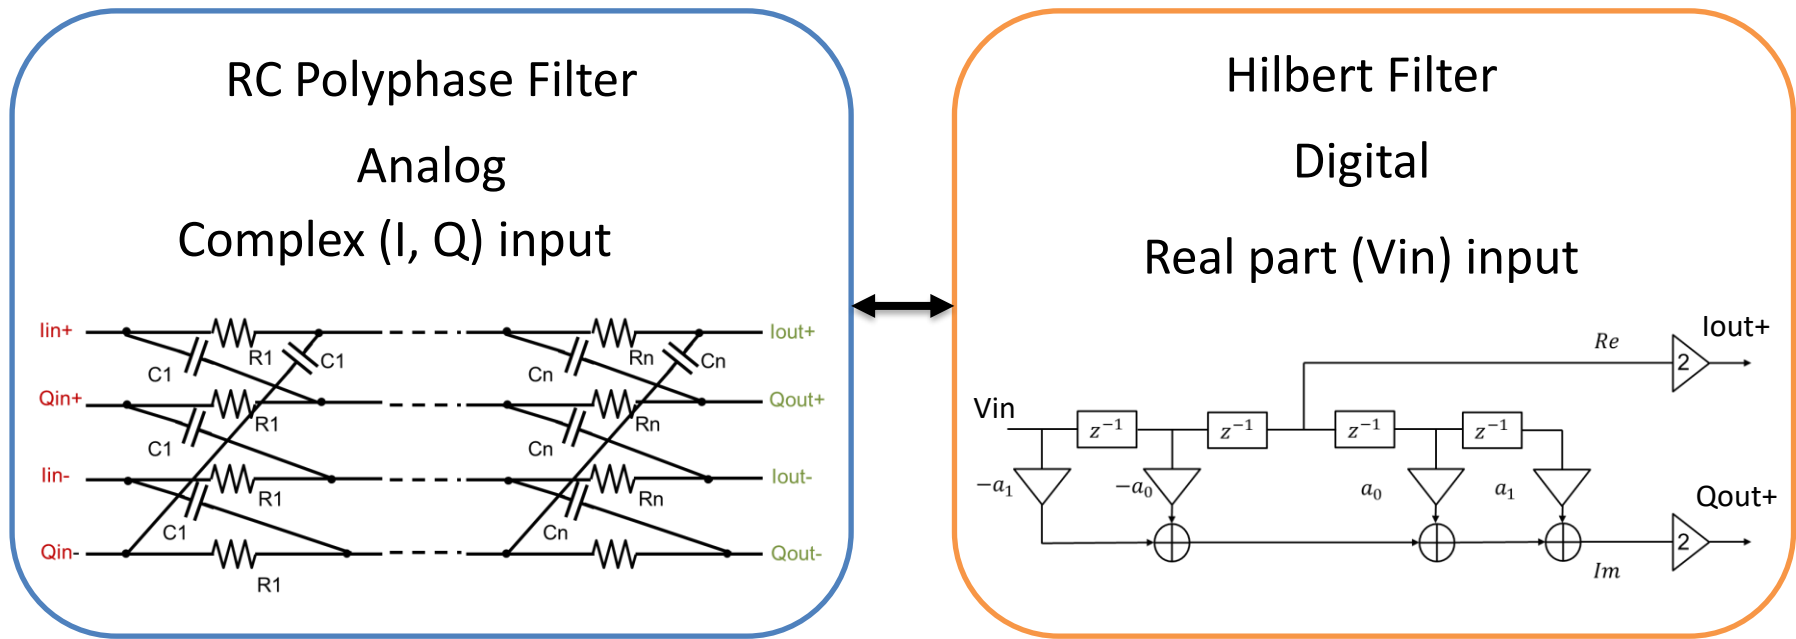 RC Polyphase Filter
Analog
Complex (I, Q) input
Iin+
R1
C1
C1
Rn
Cn
Cn
Iout+
Qin+
R1
C1
Rn
Cn
Qout+
Iin-
R1
C1
Rn
Cn
Iout-
Qin-
R1
Qout-
Hilbert Filter
Digital
Real part (Vin) input
Re
2
Iout+
Vin
z⁻¹
z⁻¹
z⁻¹
z⁻¹
−a₁
−a₀
a₀
a₁
Qout+
2
Im